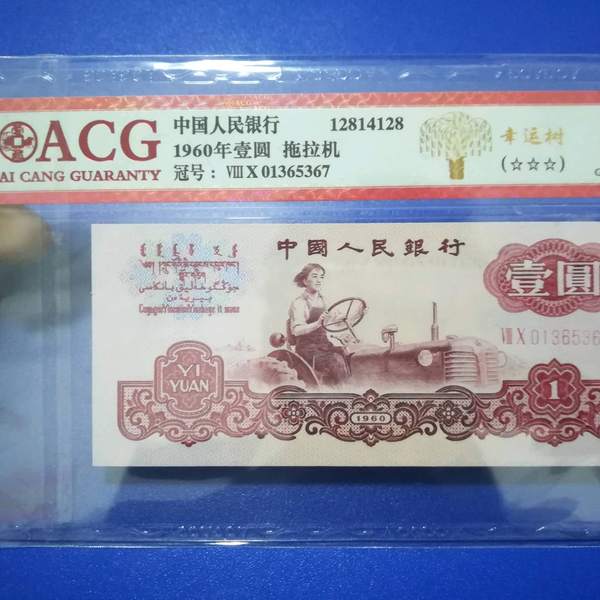 ACG
AI CANG GUARANTY
中国人民银行 12814128
1960年壹圆 拖拉机
冠号：Ⅷ X 01365367
幸运树
(☆☆☆)
中國人民銀行
壹圓
Ⅷ X 0136536
YI
YUAN
1960
1